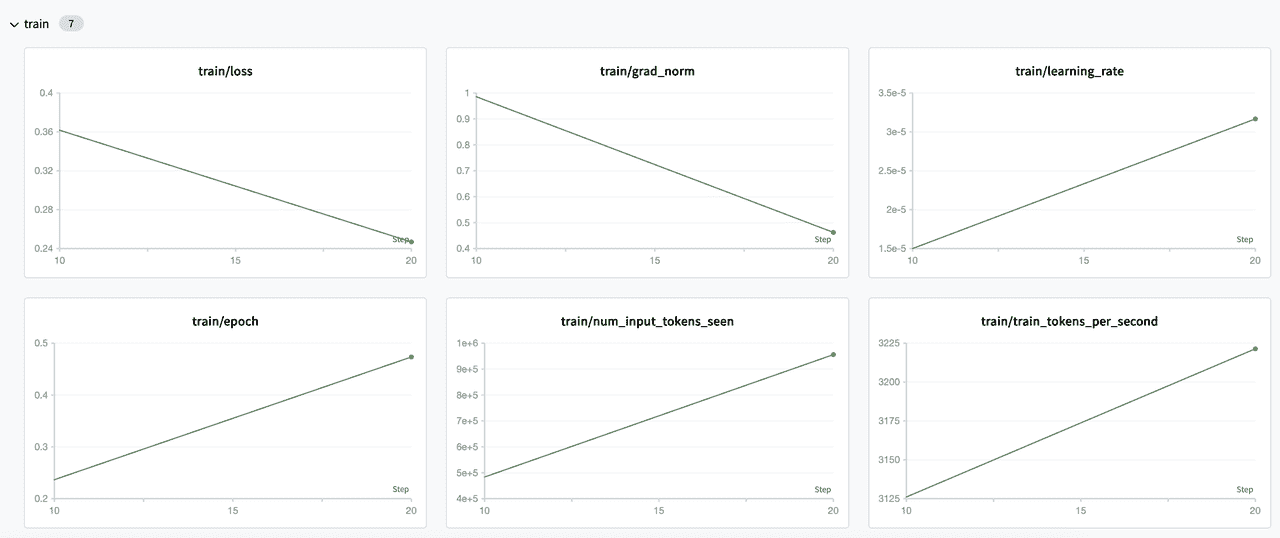 train 7
train/loss
0.4
0.36
0.32
0.28
0.24
Step
10 15 20
train/grad_norm
1
0.9
0.8
0.7
0.6
0.5
0.4
Step
10 15 20
train/learning_rate
3.5e-5
3e-5
2.5e-5
2e-5
1.5e-5
Step
10 15 20
train/epoch
0.5
0.4
0.3
0.2
Step
10 15 20
train/num_input_tokens_seen
1e+6
9e+5
8e+5
7e+5
6e+5
5e+5
4e+5
Step
10 15 20
train/train_tokens_per_second
3225
3200
3175
3150
3125
Step
10 15 20